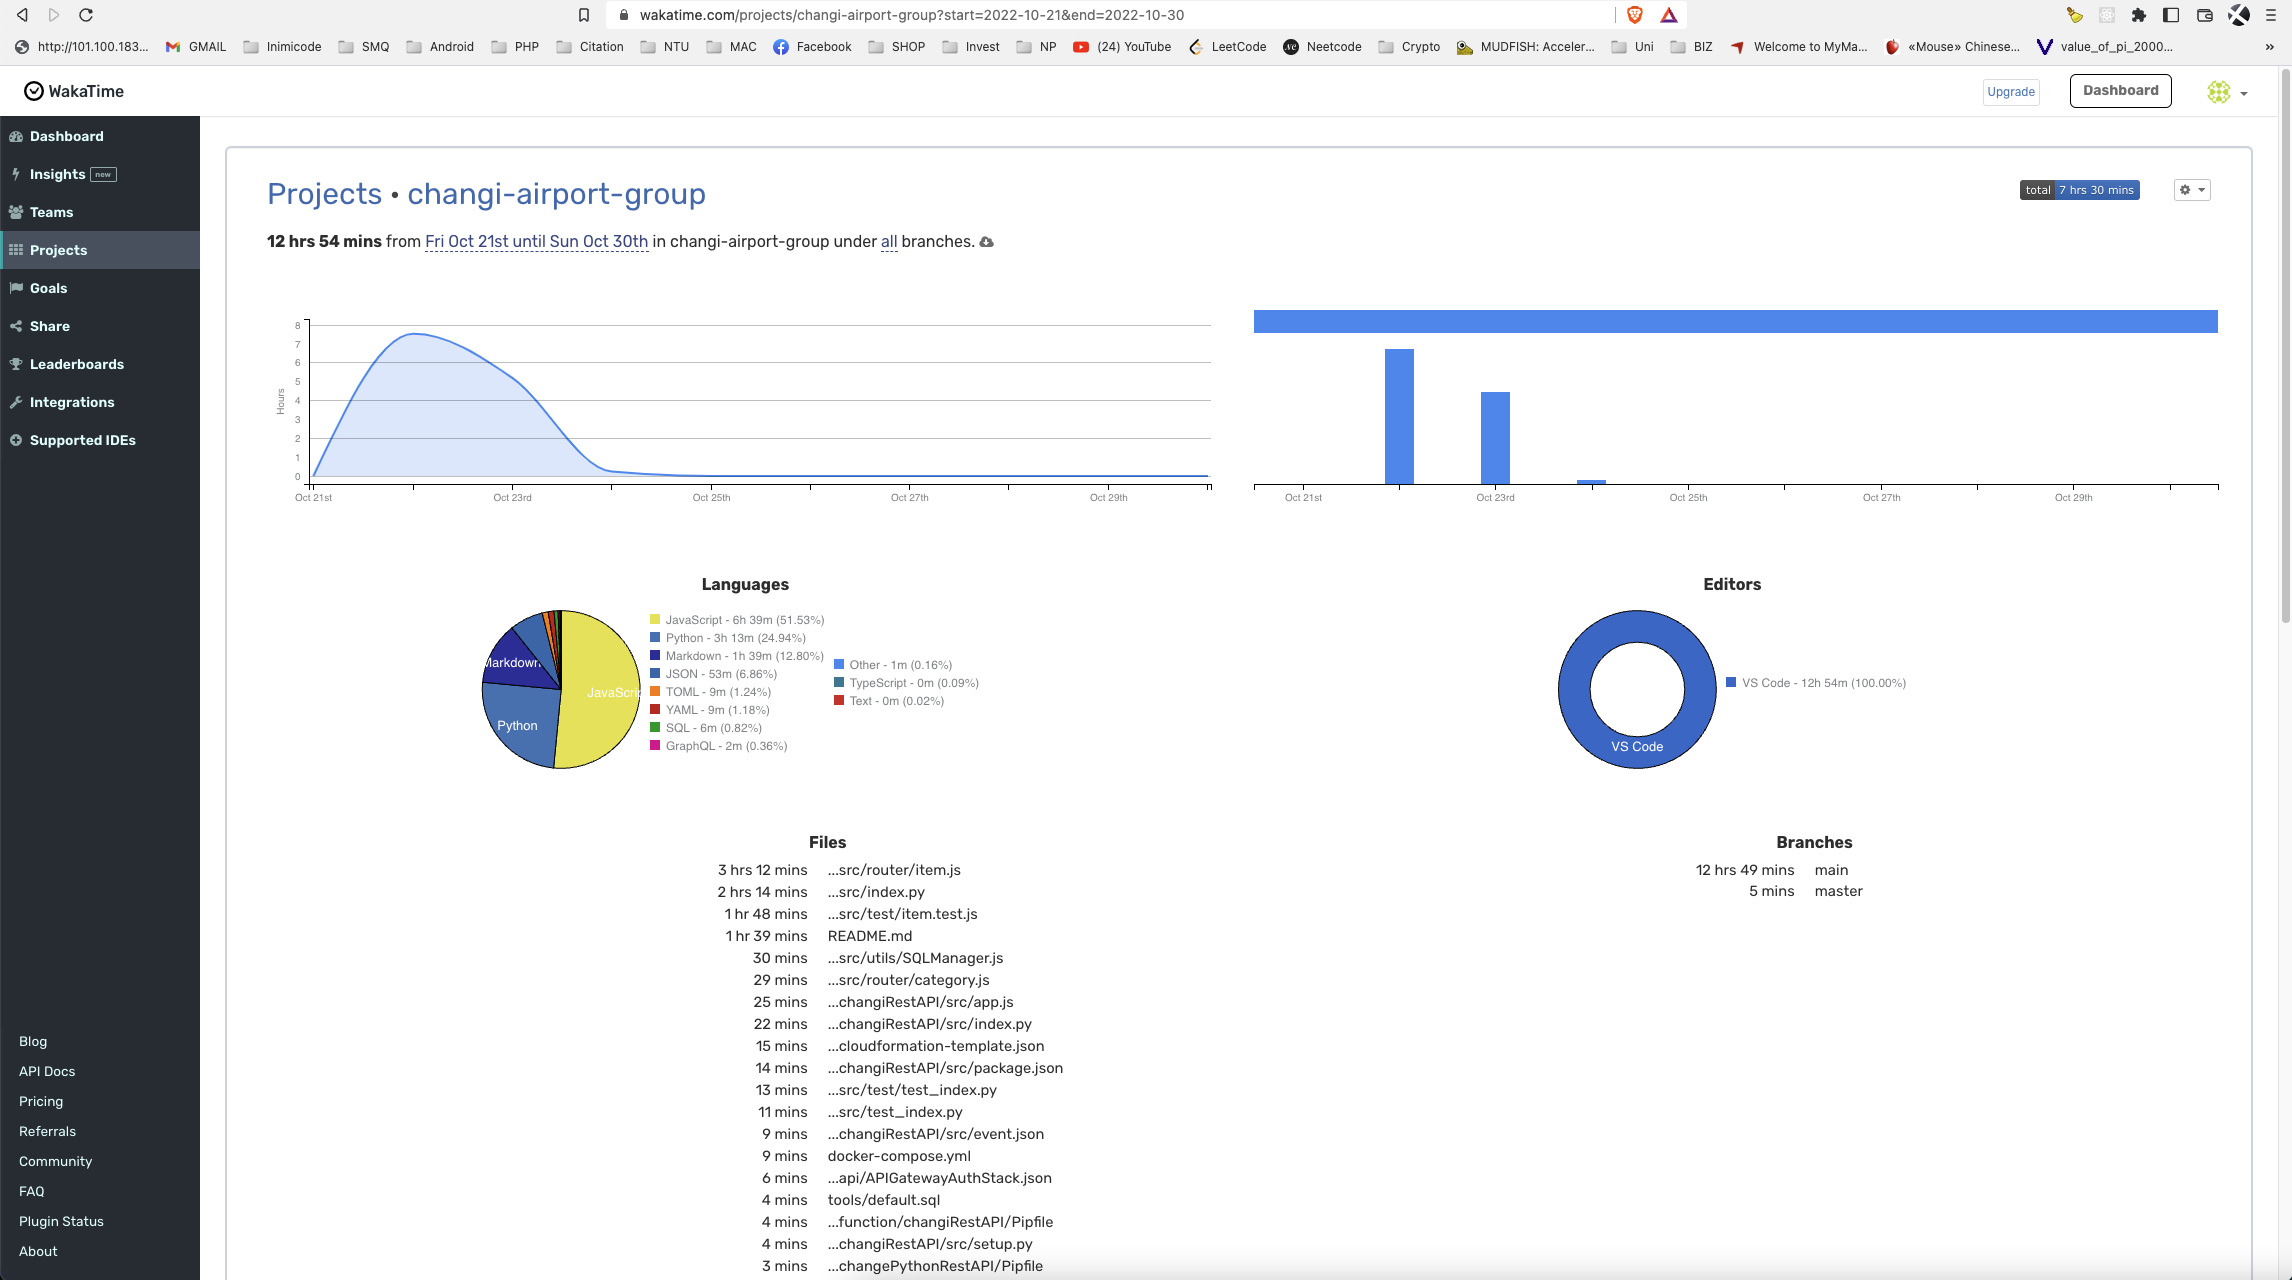 wakatime.com/projects/changi-airport-group?start=2022-10-21&end=2022-10-30
http://101.100.183... GMAIL Inimicode SMQ Android PHP Citation NTU MAC Facebook SHOP Invest NP (24) YouTube LeetCode Neetcode Crypto MUDFISH: Acceler... Uni BIZ Welcome to MyMa... «Mouse» Chinese... value_of_pi_2000... »
WakaTime
Upgrade
Dashboard
Dashboard
Insights new
Teams
Projects
Goals
Share
Leaderboards
Integrations
Supported IDEs
Blog
API Docs
Pricing
Referrals
Community
FAQ
Plugin Status
About
Projects • changi-airport-group
total 7 hrs 30 mins
12 hrs 54 mins from Fri Oct 21st until Sun Oct 30th in changi-airport-group under all branches.
Hours
8
7
6
5
4
3
2
1
0
Oct 21st Oct 23rd Oct 25th Oct 27th Oct 29th
Oct 21st Oct 23rd Oct 25th Oct 27th Oct 29th
Languages
Markdown
JavaScrip
Python
JavaScript - 6h 39m (51.53%)
Python - 3h 13m (24.94%)
Markdown - 1h 39m (12.80%)
JSON - 53m (6.86%)
TOML - 9m (1.24%)
YAML - 9m (1.18%)
SQL - 6m (0.82%)
GraphQL - 2m (0.36%)
Other - 1m (0.16%)
TypeScript - 0m (0.09%)
Text - 0m (0.02%)
Editors
VS Code
VS Code - 12h 54m (100.00%)
Files
3 hrs 12 mins ...src/router/item.js
2 hrs 14 mins ...src/index.py
1 hr 48 mins ...src/test/item.test.js
1 hr 39 mins README.md
30 mins ...src/utils/SQLManager.js
29 mins ...src/router/category.js
25 mins ...changiRestAPI/src/app.js
22 mins ...changiRestAPI/src/index.py
15 mins ...cloudformation-template.json
14 mins ...changiRestAPI/src/package.json
13 mins ...src/test/test_index.py
11 mins ...src/test_index.py
9 mins ...changiRestAPI/src/event.json
9 mins docker-compose.yml
6 mins ...api/APIGatewayAuthStack.json
4 mins tools/default.sql
4 mins ...function/changiRestAPI/Pipfile
4 mins ...changiRestAPI/src/setup.py
3 mins ...changePythonRestAPI/Pipfile
Branches
12 hrs 49 mins main
5 mins master